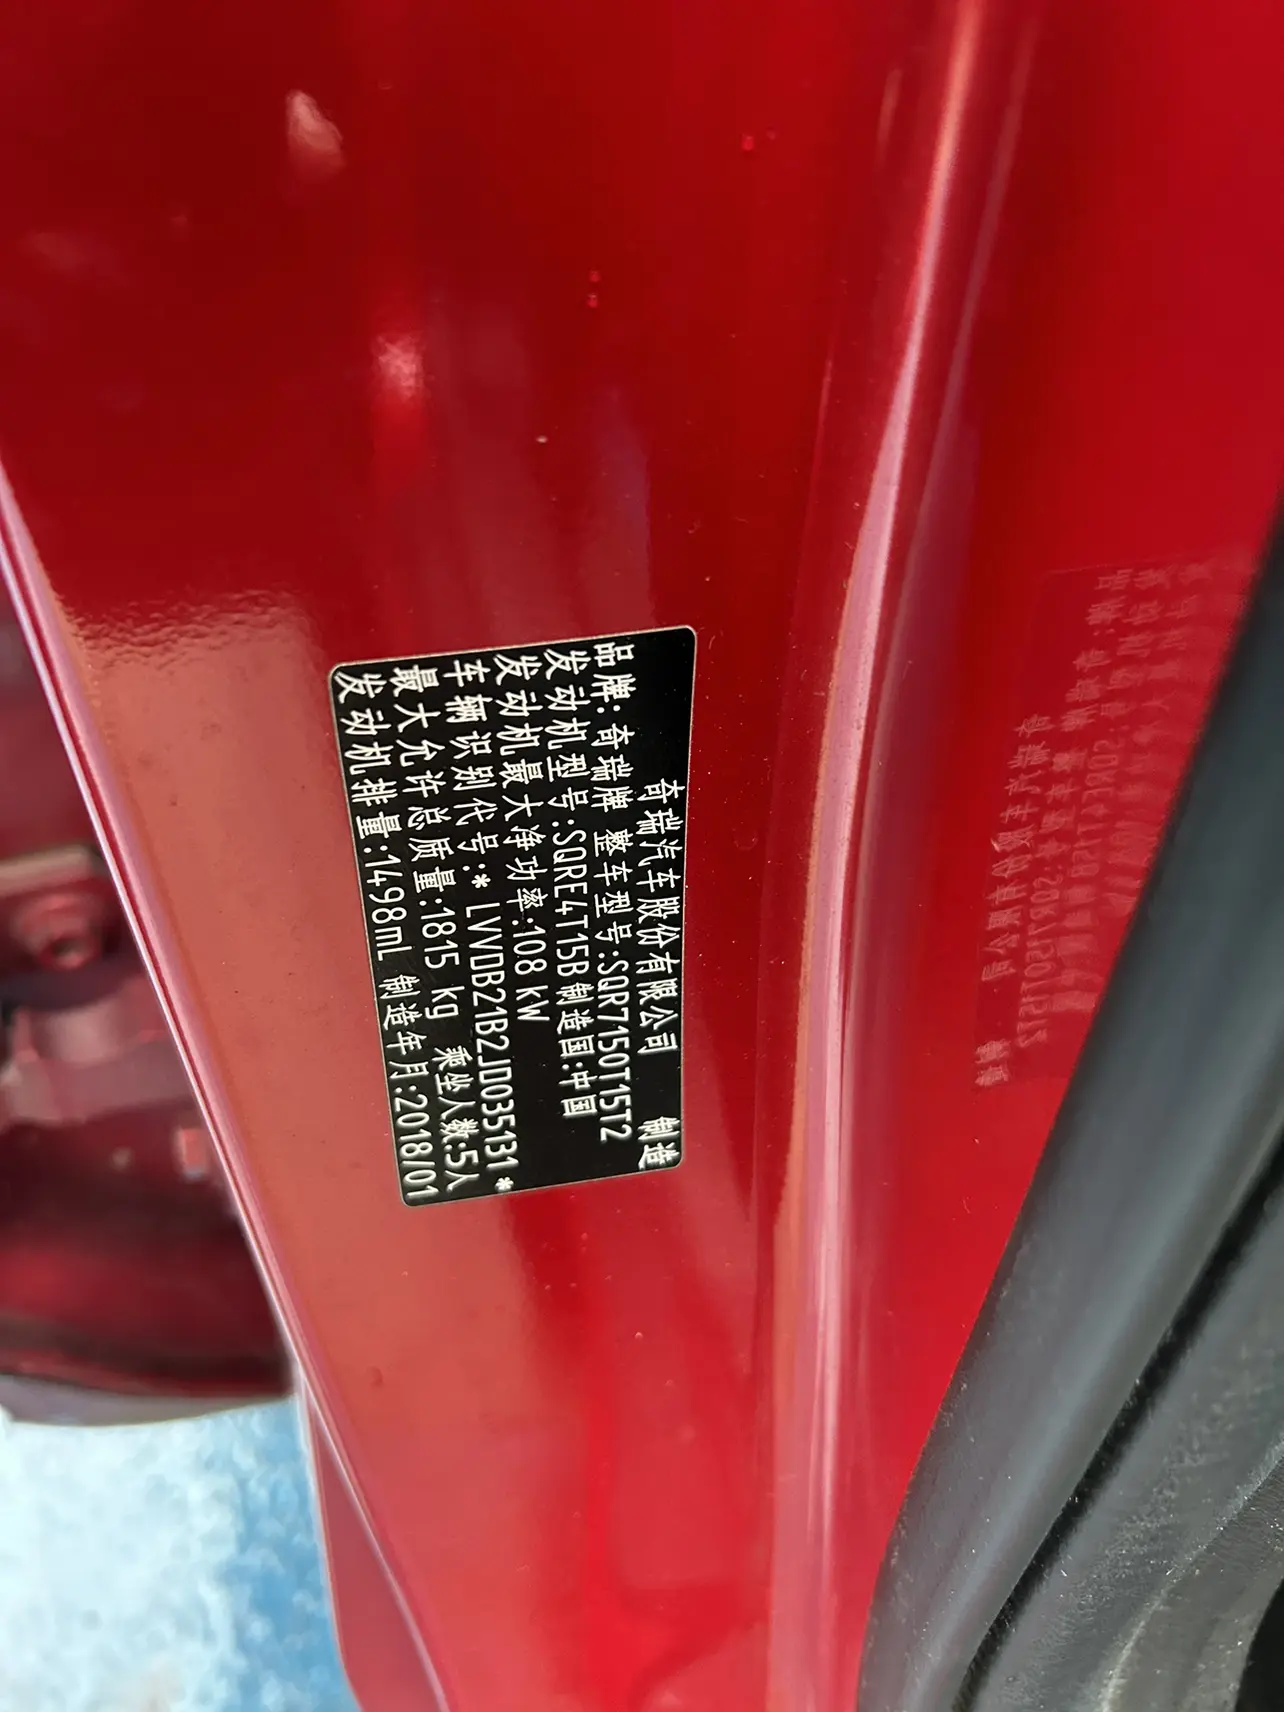 奇瑞汽车股份有限公司 制造
品牌:奇瑞牌 整车型号:SQR7150T15T2
发动机型号:SQRE4T15B 制造国:中国
发动机最大净功率:108 kW
车辆识别代号:* LVVDB21B2JD035131 *
最大允许总质量:1815 kg 乘坐人数:5人
发动机排量:1498ml 制造年月:2018/01